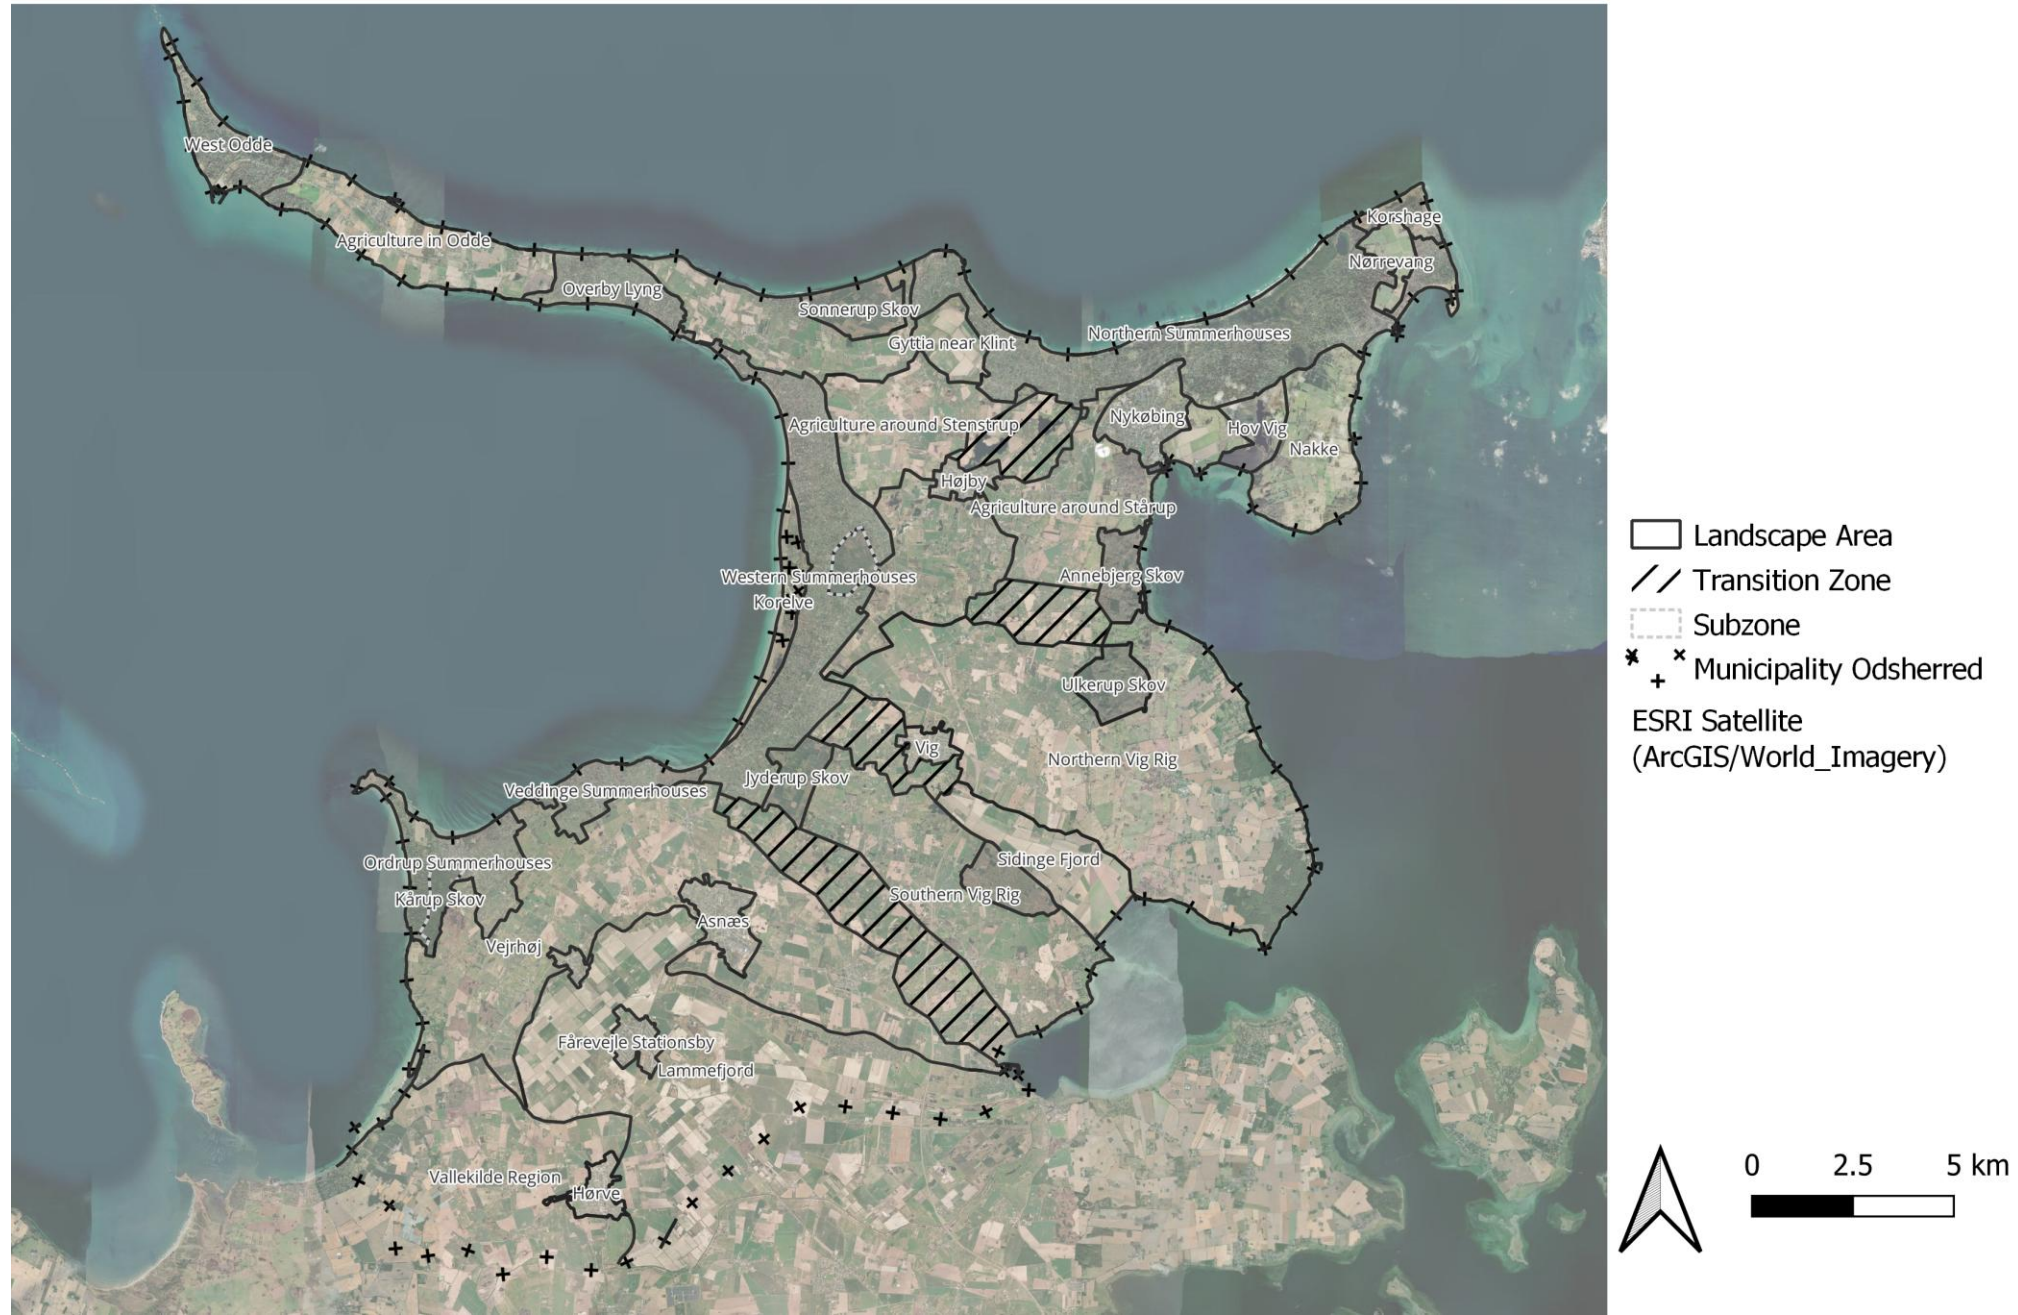 West Odde
Korshage
Agriculture in Odde
Nørrevang
Overby Lyng
Sonnerup Skov
Northern Summerhouses
Gyttia near Klint
Nykøbing
Agriculture around Stenstrup
Hov Vig
Nakke
Højby
Agriculture around Stårup
Western Summerhouses
Annebjerg Skov
Korelve
Ulkerup Skov
Vig
Northern Vig Rig
Jyderup Skov
Veddinge Summerhouses
Sidinge Fjord
Ordrup Summerhouses
Southern Vig Rig
Kårup Skov
Asnæs
Vejrhøj
Fårevejle Stationsby
Lammefjord
Vallekilde Region
Hørve
Landscape Area
Transition Zone
Subzone
Municipality Odsherred
ESRI Satellite
(ArcGIS/World_Imagery)
0 2.5 5 km